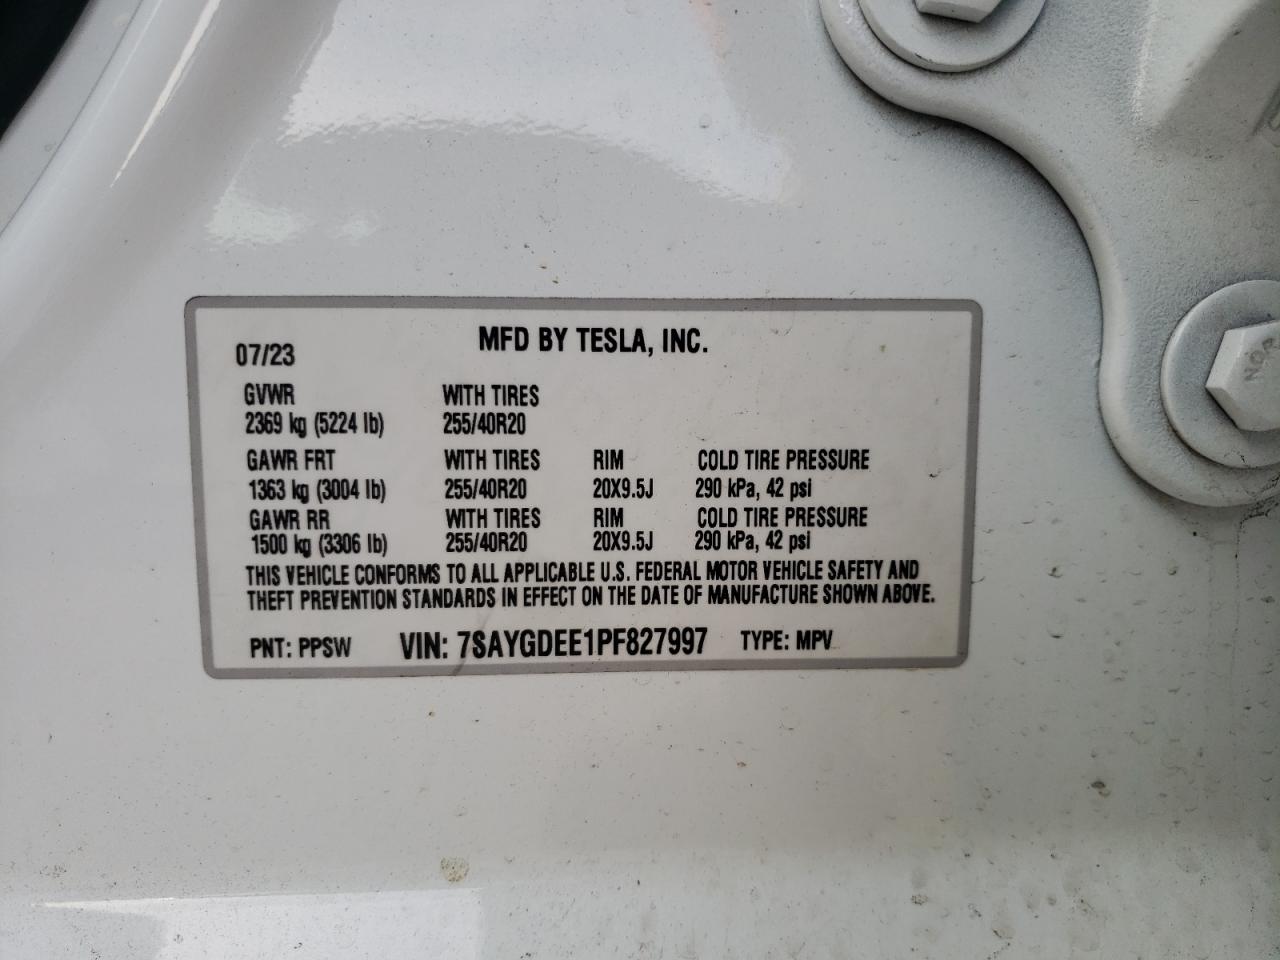 MFD BY TESLA, INC.
07/23
GVWR WITH TIRES
2369 kg (5224 lb) 255/40R20
GAWR FRT WITH TIRES RIM COLD TIRE PRESSURE
1363 kg (3004 lb) 255/40R20 20X9.5J 290 kPa, 42 psi
GAWR RR WITH TIRES RIM COLD TIRE PRESSURE
1500 kg (3306 lb) 255/40R20 20X9.5J 290 kPa, 42 psi
THIS VEHICLE CONFORMS TO ALL APPLICABLE U.S. FEDERAL MOTOR VEHICLE SAFETY AND
THEFT PREVENTION STANDARDS IN EFFECT ON THE DATE OF MANUFACTURE SHOWN ABOVE.
PNT: PPSW VIN: 7SAYGDEE1PF827997 TYPE: MPV